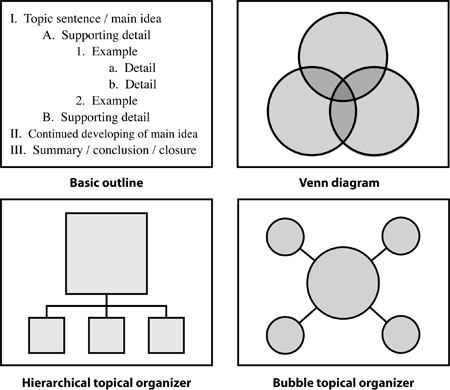 I. Topic sentence / main idea
A. Supporting detail
1. Example
a. Detail
b. Detail
2. Example
B. Supporting detail
II. Continued developing of main idea
III. Summary / conclusion / closure
Basic outline
Venn diagram
Hierarchical topical organizer
Bubble topical organizer